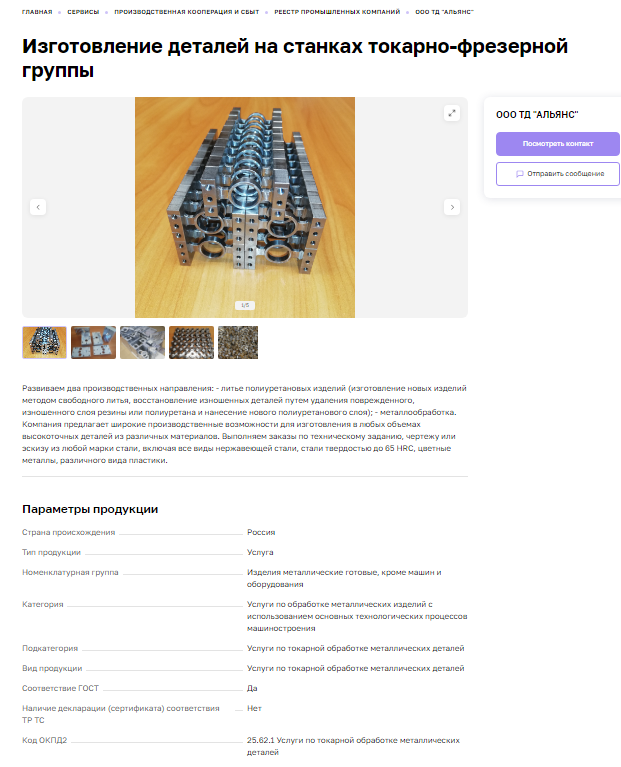 ГЛАВНАЯ СЕРВИСЫ ПРОИЗВОДСТВЕННАЯ КООПЕРАЦИЯ И СБЫТ РЕЕСТР ПРОМЫШЛЕННЫХ КОМПАНИЙ ООО ТД "АЛЬЯНС"
Изготовление деталей на станках токарно-фрезерной
группы
ООО ТД "АЛЬЯНС"
Посмотреть контакт
Отправить сообщение
1/5
Развиваем два производственных направления: - литье полиуретановых изделий (изготовление новых изделий
методом свободного литья, восстановление изношенных деталей путем удаления поврежденного,
изношенного слоя резины или полиуретана и нанесение нового полиуретанового слоя); - металлообработка.
Компания предлагает широкие производственные возможности для изготовления в любых объемах
высокоточных деталей из различных материалов. Выполняем заказы по техническому заданию, чертежу или
эскизу из любой марки стали, включая все виды нержавеющей стали, стали твердостью до 65 HRC, цветные
металлы, различного вида пластики.
Параметры продукции
Страна происхождения Россия
Тип продукции Услуга
Номенклатурная группа Изделия металлические готовые, кроме машин и
оборудования
Категория Услуги по обработке металлических изделий с
использованием основных технологических процессов
машиностроения
Подкатегория Услуги по токарной обработке металлических деталей
Вид продукции Услуги по токарной обработке металлических деталей
Соответствие ГОСТ Да
Наличие декларации (сертификата) соответствия Нет
ТР ТС
Код ОКПД2 25.62.1 Услуги по токарной обработке металлических
деталей